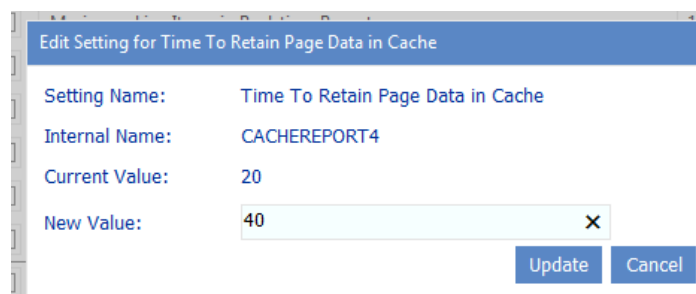 Edit Setting for Time To Retain Page Data in Cache
Setting Name: Time To Retain Page Data in Cache
Internal Name: CACHEREPORT4
Current Value: 20
New Value: 40
Update Cancel